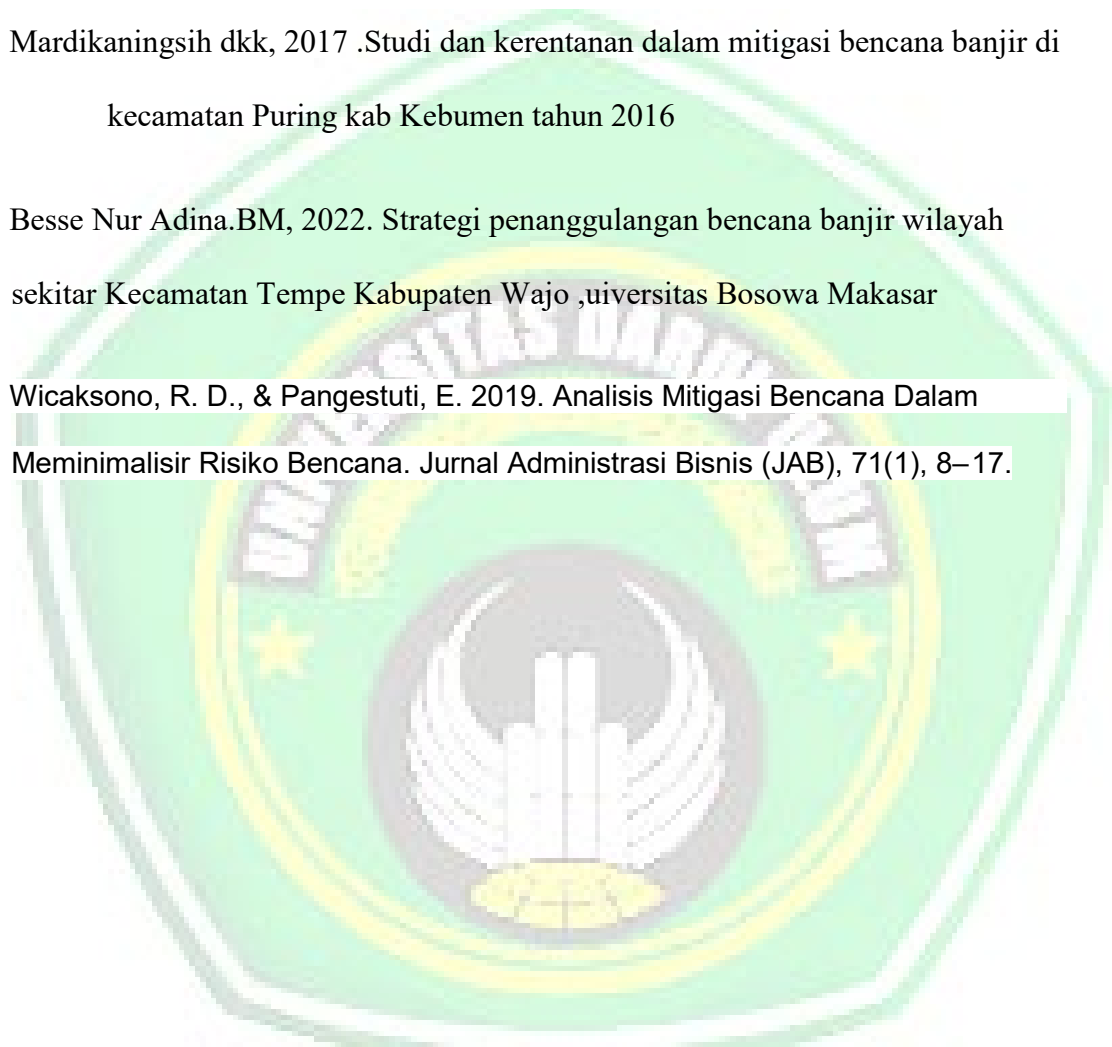 Mardikaningsih dkk, 2017 .Studi dan kerentanan dalam mitigasi bencana banjir di
kecamatan Puring kab Kebumen tahun 2016
Besse Nur Adina.BM, 2022. Strategi penanggulangan bencana banjir wilayah
sekitar Kecamatan Tempe Kabupaten Wajo ,uiversitas Bosowa Makasar
Wicaksono, R. D., & Pangestuti, E. 2019. Analisis Mitigasi Bencana Dalam
Meminimalisir Risiko Bencana. Jurnal Administrasi Bisnis (JAB), 71(1), 8–17.